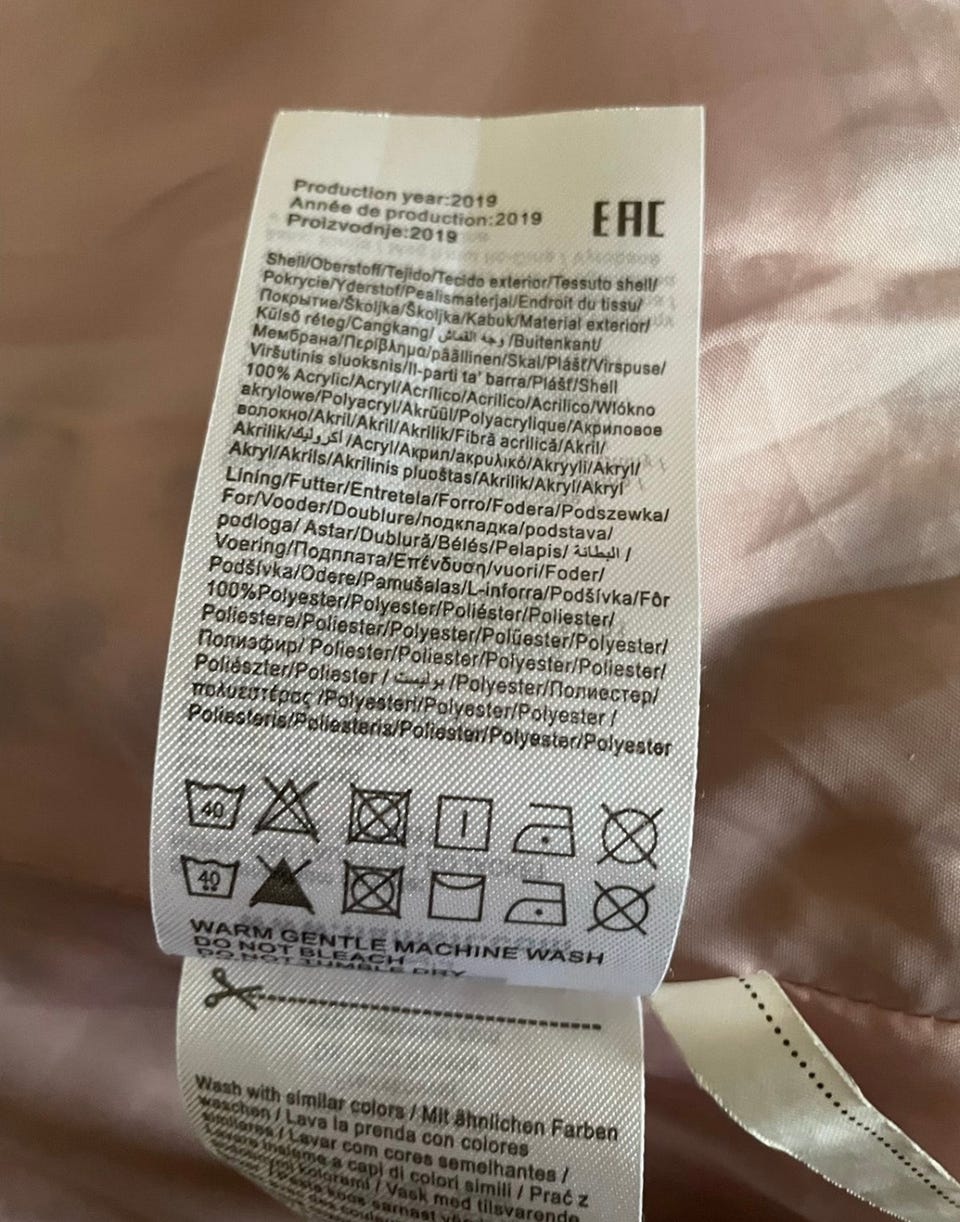 Production year:2019
Année de production:2019
Proizvodnje:2019
EAC
Shell/Oberstoff/Tejido/Tecido exterior/Tessuto shell/
Pokrycie/Yderstof/Pealismaterjal/Endroit du tissu/
Покрытие/Školjka/Školjka/Kabuk/Material exterior/
Külső réteg/Cangkang/ وجه القماش /Buitenkant/
Мембрана/Περίβλημα/päällinen/Skal/Plášť/Virspuse/
Viršutinis sluoksnis/Il-parti ta' barra/Plášť/Shell
100% Acrylic/Acryl/Acrílico/Acrílico/Acrilico/Włókno
akrylowe/Polyacryl/Akrüül/Polyacrylique/Акриловое
волокно/Akril/Akril/Akrilik/Fibră acrilică/Akril/
Akrilik/أكروليك /Acryl/Акрил/ακρυλικό/Akryyli/Akryl/
Akryl/Akrils/Akrilinis pluoštas/Akrilik/Akryl/Akryl
Lining/Futter/Entretela/Forro/Fodera/Podszewka/
For/Vooder/Doublure/подкладка/podstava/
podloga/ Astar/Dublură/Bélés/Pelapis/ البطانة /
Voering/Подплата/Επένδυση/vuori/Foder/
Podšívka/Odere/Pamušalas/L-inforra/Podšívka/Fôr
100%Polyester/Polyester/Poliéster/Poliester/
Poliestere/Poliester/Polyester/Polüester/Polyester/
Полиэфир/ Poliester/Poliester/Polyester/Poliester/
Poliészter/Poliester / بوليستر /Polyester/Полиестер/
πολυεστέρας /Polyesteri/Polyester/Polyester /
Poliesteris/Poliesteris/Poliester/Polyester/Polyester
40
40
WARM GENTLE MACHINE WASH
DO NOT BLEACH
DO NOT TUMBLE DRY
Wash with similar colors / Mit ähnlichen Farben
waschen / Lava la prenda con colores
similares / Lavar com cores semelhantes /
Lavare insieme a capi di colori simili / Prać z
kolorami / Vask med tilsvarende
koos sarnast